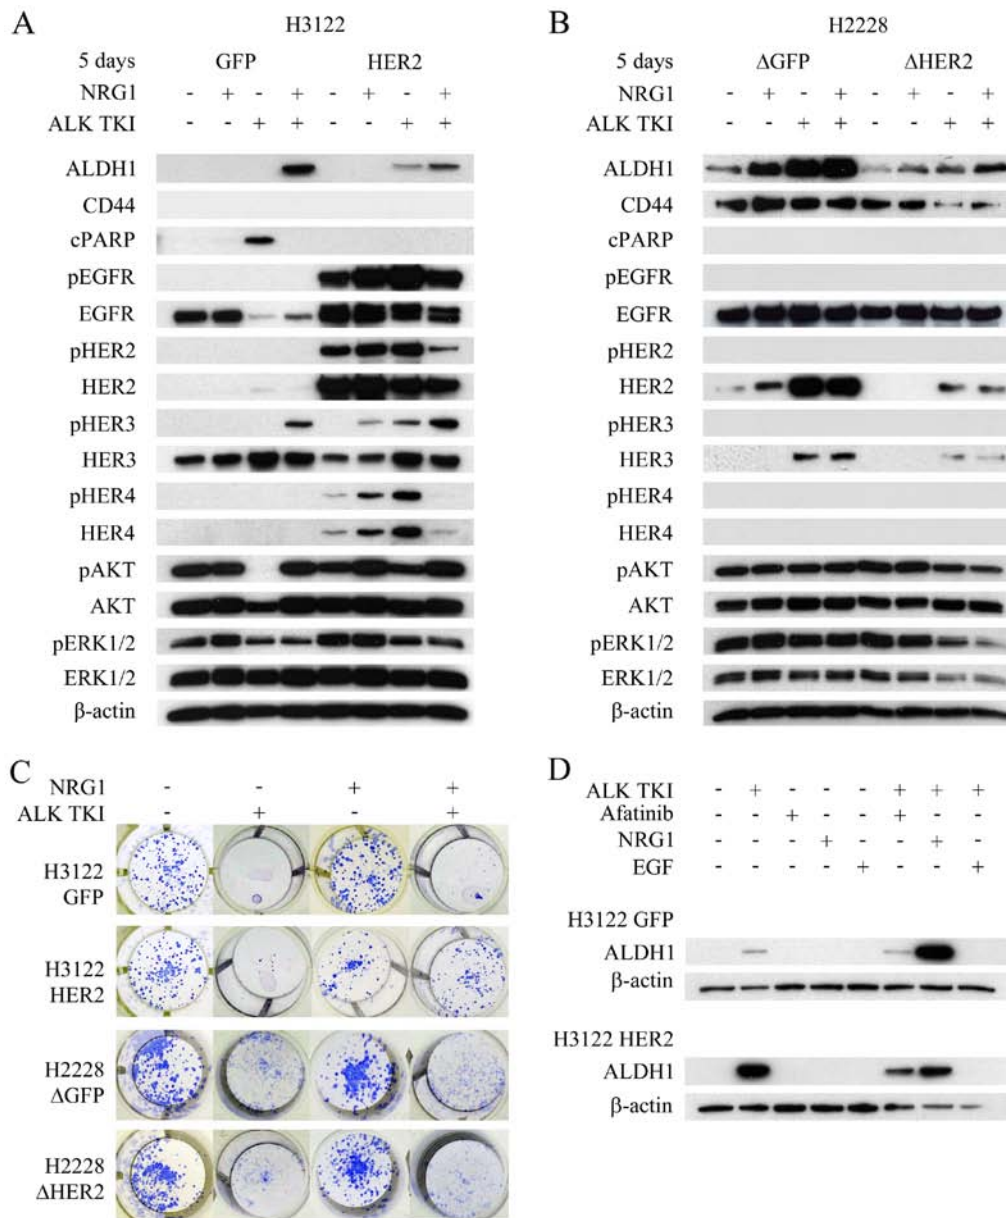 A
H3122
5 days GFP HER2
NRG1 - + - + - + - +
ALK TKI - - + + - - + +
ALDH1
CD44
cPARP
pEGFR
EGFR
pHER2
HER2
pHER3
HER3
pHER4
HER4
pAKT
AKT
pERK1/2
ERK1/2
β-actin
B
H2228
5 days ΔGFP ΔHER2
NRG1 - + - + - + - +
ALK TKI - - + + - - + +
ALDH1
CD44
cPARP
pEGFR
EGFR
pHER2
HER2
pHER3
HER3
pHER4
HER4
pAKT
AKT
pERK1/2
ERK1/2
β-actin
C
NRG1 - - + +
ALK TKI - + - +
H3122
GFP
H3122
HER2
H2228
ΔGFP
H2228
ΔHER2
D
ALK TKI - + - - - + + +
Afatinib - - + - - + - -
NRG1 - - - + - - + -
EGF - - - - + - - +
H3122 GFP
ALDH1
β-actin
H3122 HER2
ALDH1
β-actin